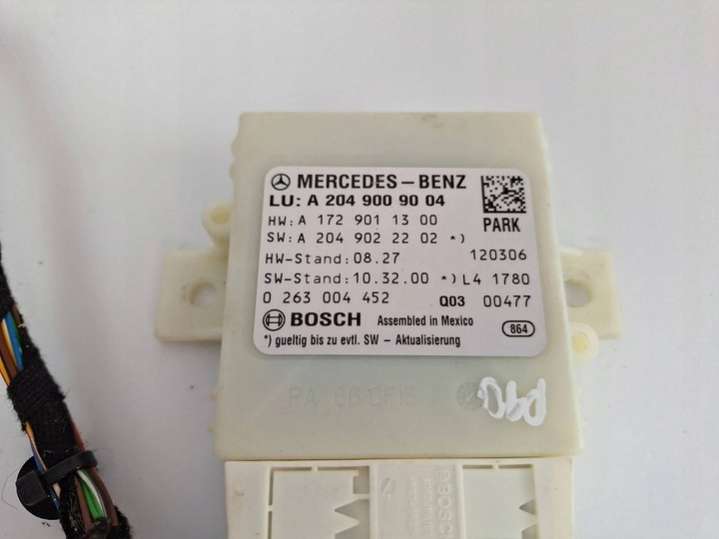 MERCEDES-BENZ
LU: A 204 900 90 04
HW: A 172 901 13 00
PARK
SW: A 204 902 22 02 *)
HW-Stand: 08.27 120306
SW-Stand: 10.32.00 *) L4 1780
0 263 004 452 Q03 00477
BOSCH Assembled in Mexico 864
*) gueltig bis zu evtl. SW - Aktualisierung
BOSCH